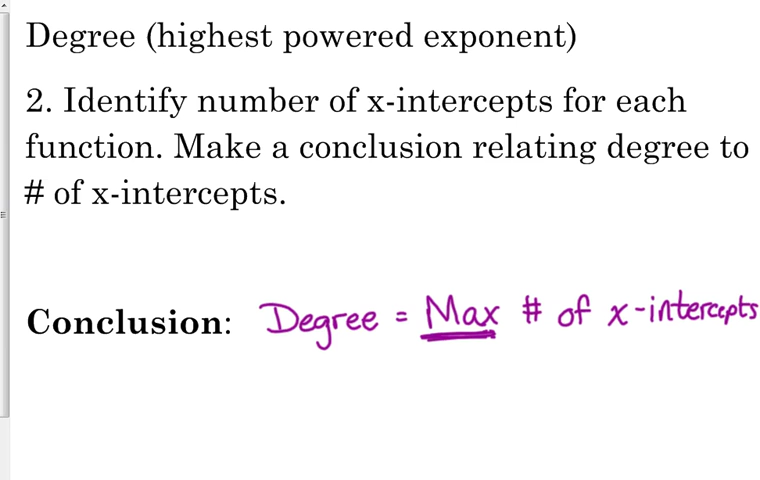 Degree (highest powered exponent)
2. Identify number of x-intercepts for each
function. Make a conclusion relating degree to
# of x-intercepts.
Conclusion: Degree = Max # of x-intercepts